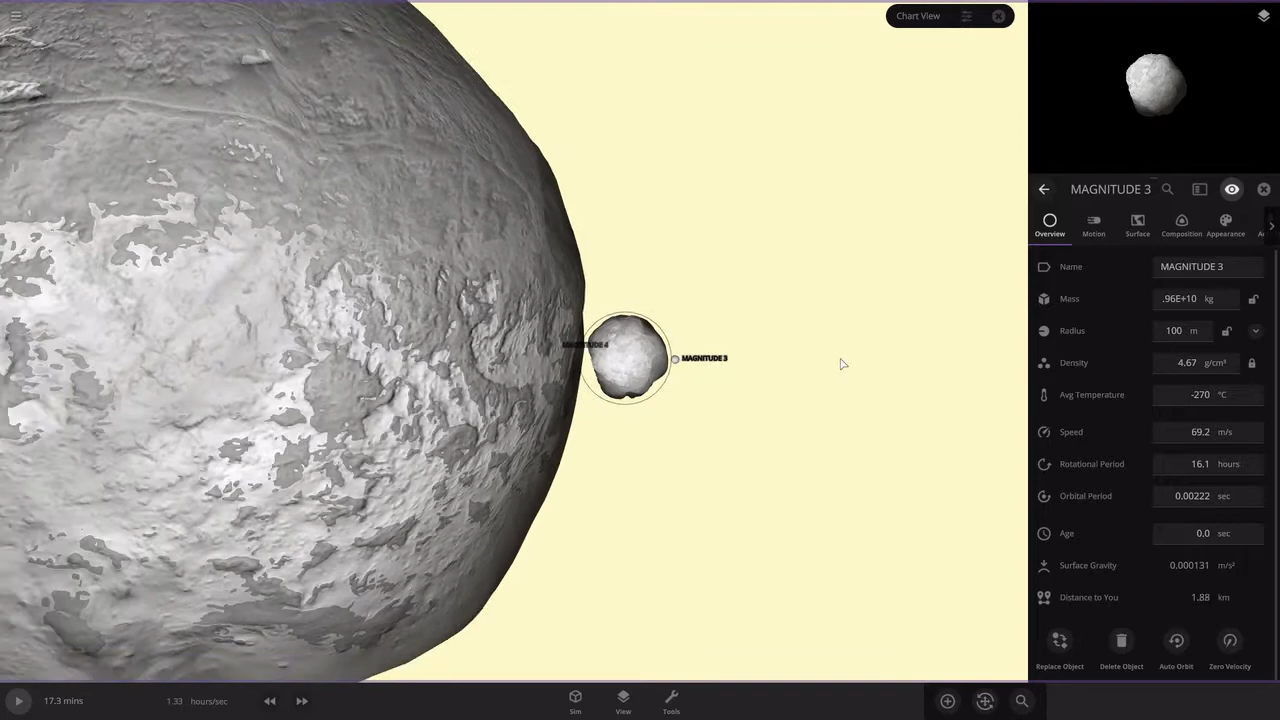 Chart View
MAGNITUDE 3
Overview
Motion
Surface
Composition
Appearance
Name
MAGNITUDE 3
Mass
.96E+10 kg
Radius
100 m
Density
4.67 g/cm³
Avg Temperature
-270 °C
Speed
69.2 m/s
Rotational Period
16.1 hours
Orbital Period
0.00222 sec
Age
0.0 sec
Surface Gravity
0.000131 m/s²
Distance to You
1.88 km
Replace Object
Delete Object
Auto Orbit
Zero Velocity
MAGNITUDE 4
MAGNITUDE 3
17.3 mins
1.33 hours/sec
Sim
View
Tools